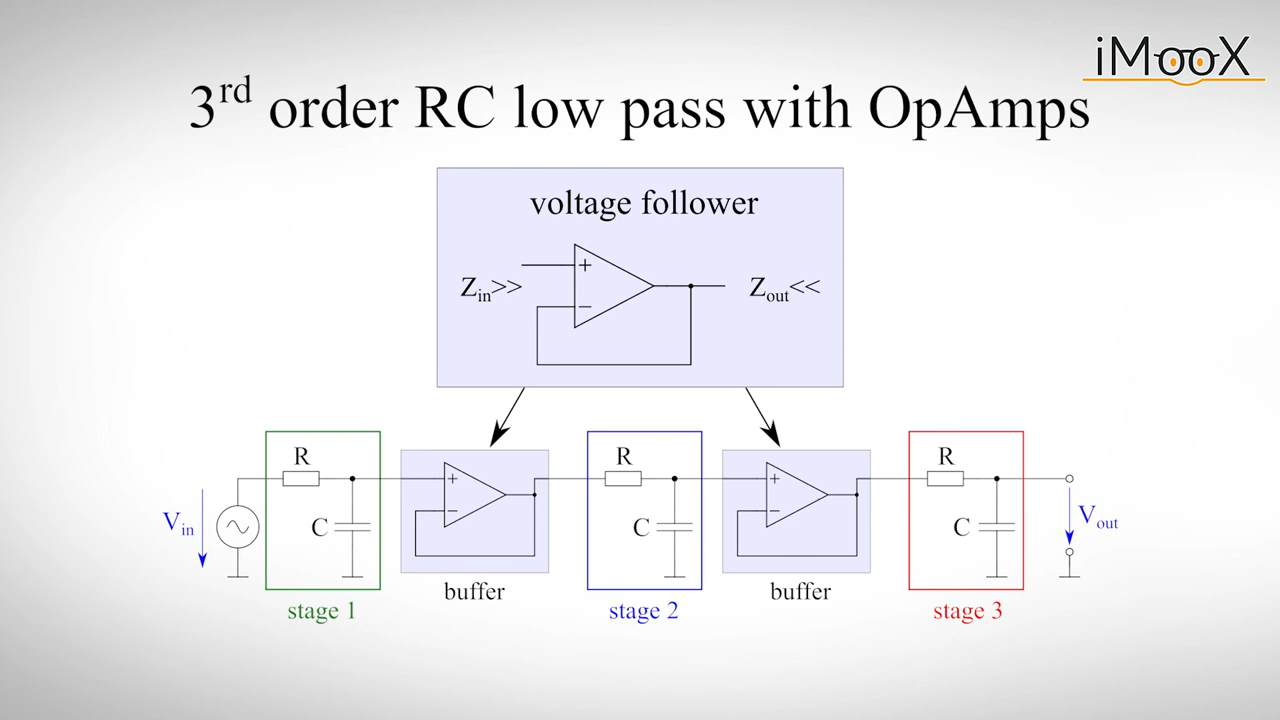 iMooX
3rd order RC low pass with OpAmps
voltage follower
Zin>>
+
−
Zout<<
R
R
R
+
+
−
−
Vin
C
C
C
Vout
buffer
buffer
stage 1
stage 2
stage 3